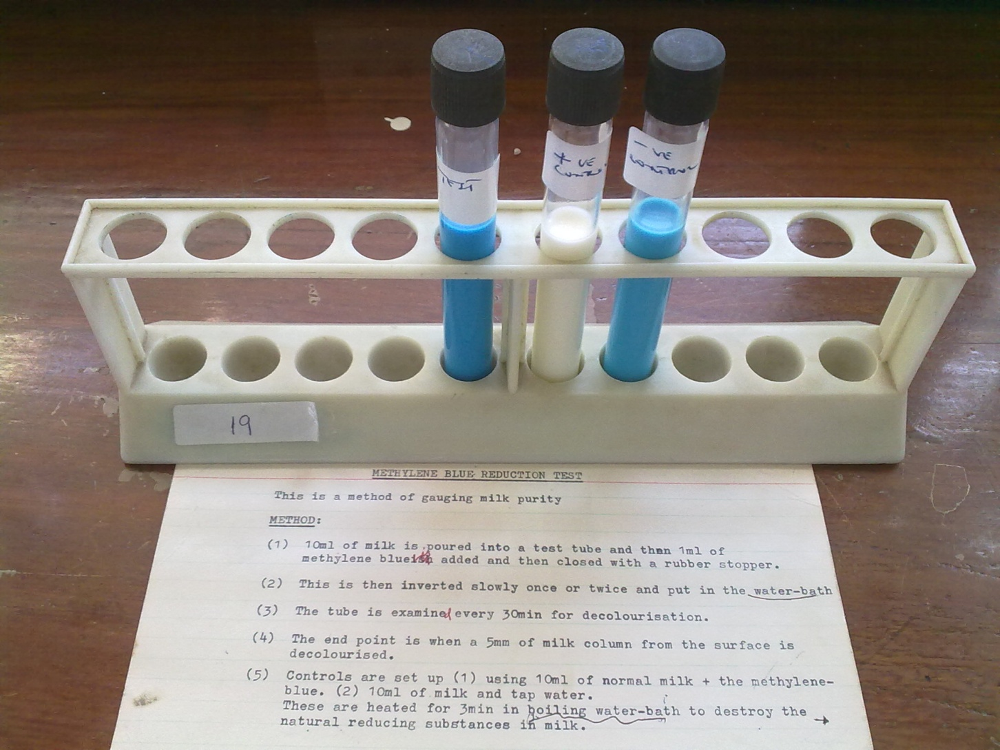 TEST
+ VE
CONTROL
- VE
CONTROL
19
METHYLENE BLUE REDUCTION TEST
This is a method of gauging milk purity
METHOD:
(1) 10ml of milk is poured into a test tube and then 1ml of
methylene blue is added and then closed with a rubber stopper.
(2) This is then inverted slowly once or twice and put in the water-bath
(3) The tube is examined every 30min for decolourisation.
(4) The end point is when a 5mm of milk column from the surface is
decolourised.
(5) Controls are set up (1) using 10ml of normal milk + the methylene-
blue. (2) 10ml of milk and tap water.
These are heated for 3min in boiling water-bath to destroy the →
natural reducing substances in milk.